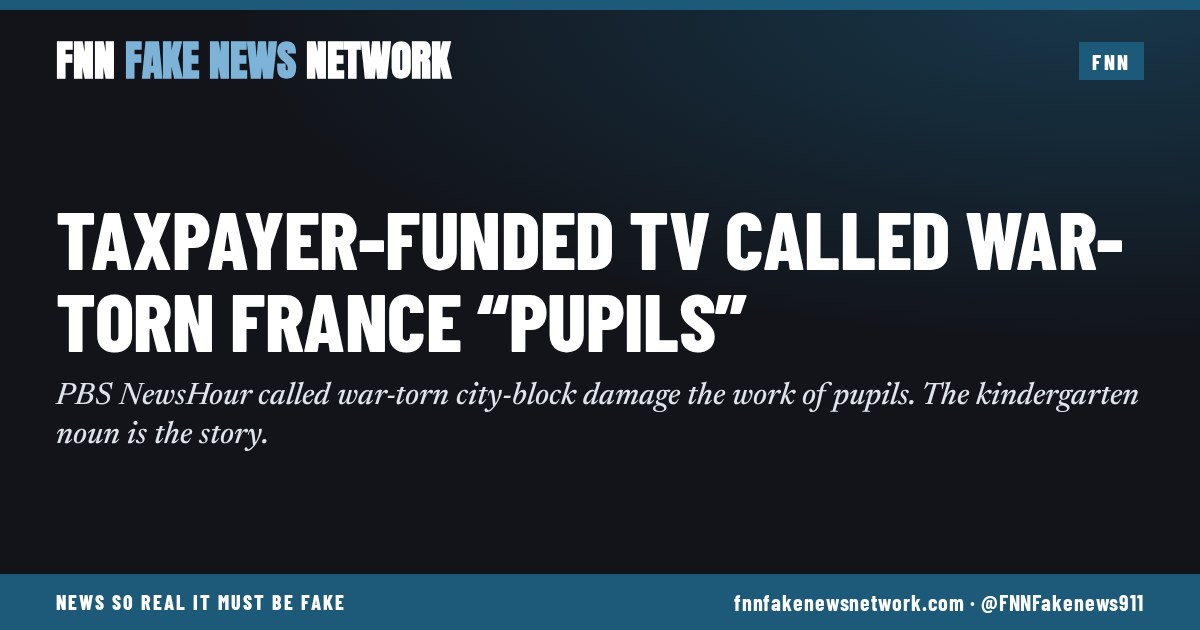 FNN FAKE NEWS NETWORK
FNN
TAXPAYER-FUNDED TV CALLED WAR-
TORN FRANCE “PUPILS”
PBS NewsHour called war-torn city-block damage the work of pupils. The kindergarten
noun is the story.
NEWS SO REAL IT MUST BE FAKE
fnnfakenewsnetwork.com · @FNNFakenews911